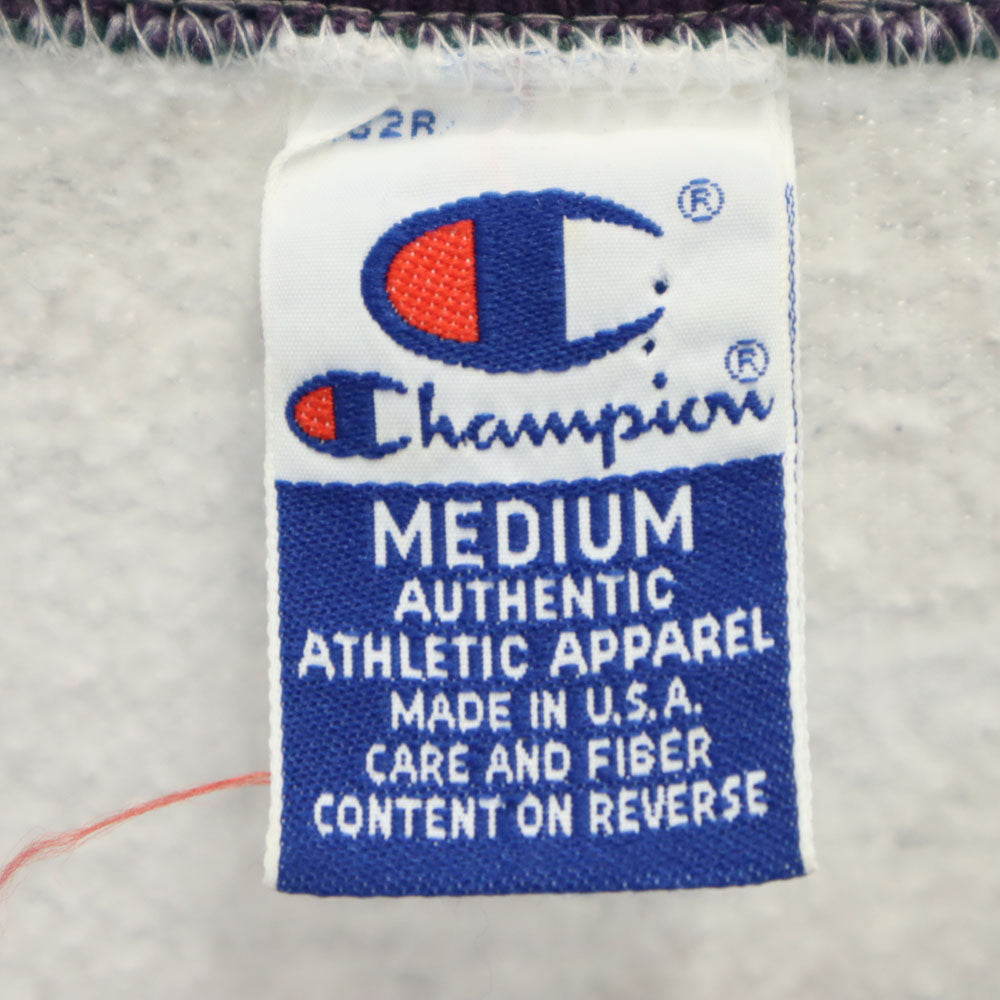 ®
Champion ®
MEDIUM
AUTHENTIC
ATHLETIC APPAREL
MADE IN U.S.A.
CARE AND FIBER
CONTENT ON REVERSE